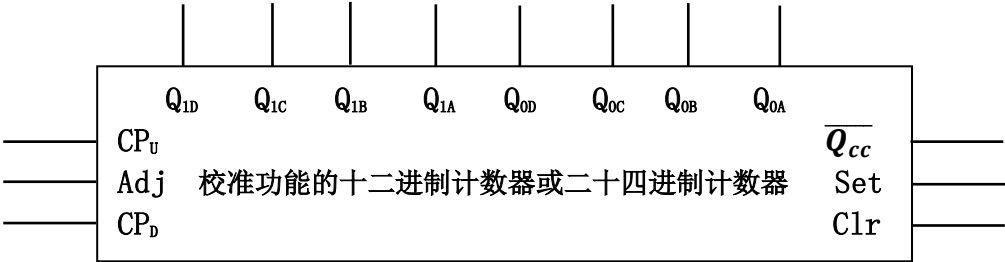 Q₁D Q₁C Q₁B Q₁A Q₀D Q₀C Q₀B Q₀A
CPU Q̅c̅c̅
Adj 校准功能的十二进制计数器或二十四进制计数器 Set
CPD Clr